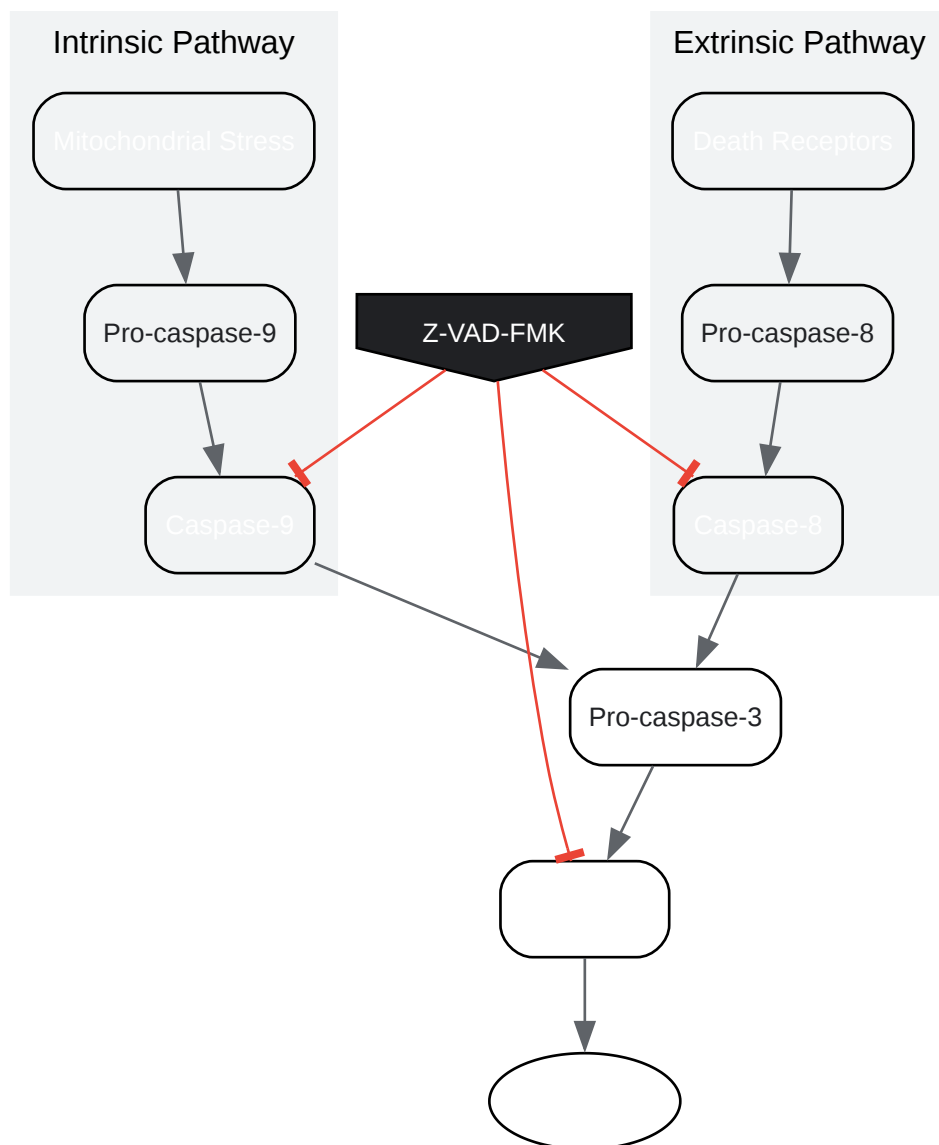 Intrinsic Pathway
Extrinsic Pathway
Mitochondrial Stress
Death Receptors
Pro-caspase-9
Z-VAD-FMK
Pro-caspase-8
Caspase-9
Caspase-8
Pro-caspase-3